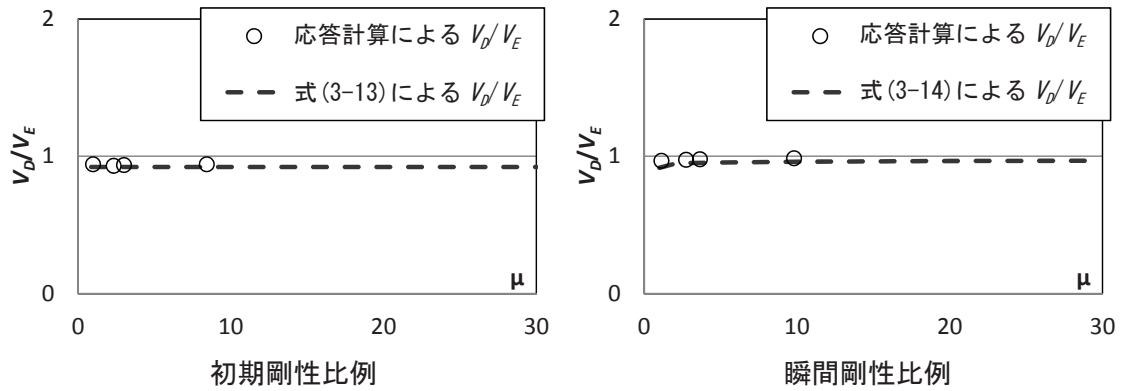 2
応答計算による V_D/V_E
式(3-13)による V_D/V_E
V_D/V_E
1
0
μ
0 10 20 30
初期剛性比例
2
応答計算による V_D/V_E
式(3-14)による V_D/V_E
V_D/V_E
1
0
μ
0 10 20 30
瞬間剛性比例